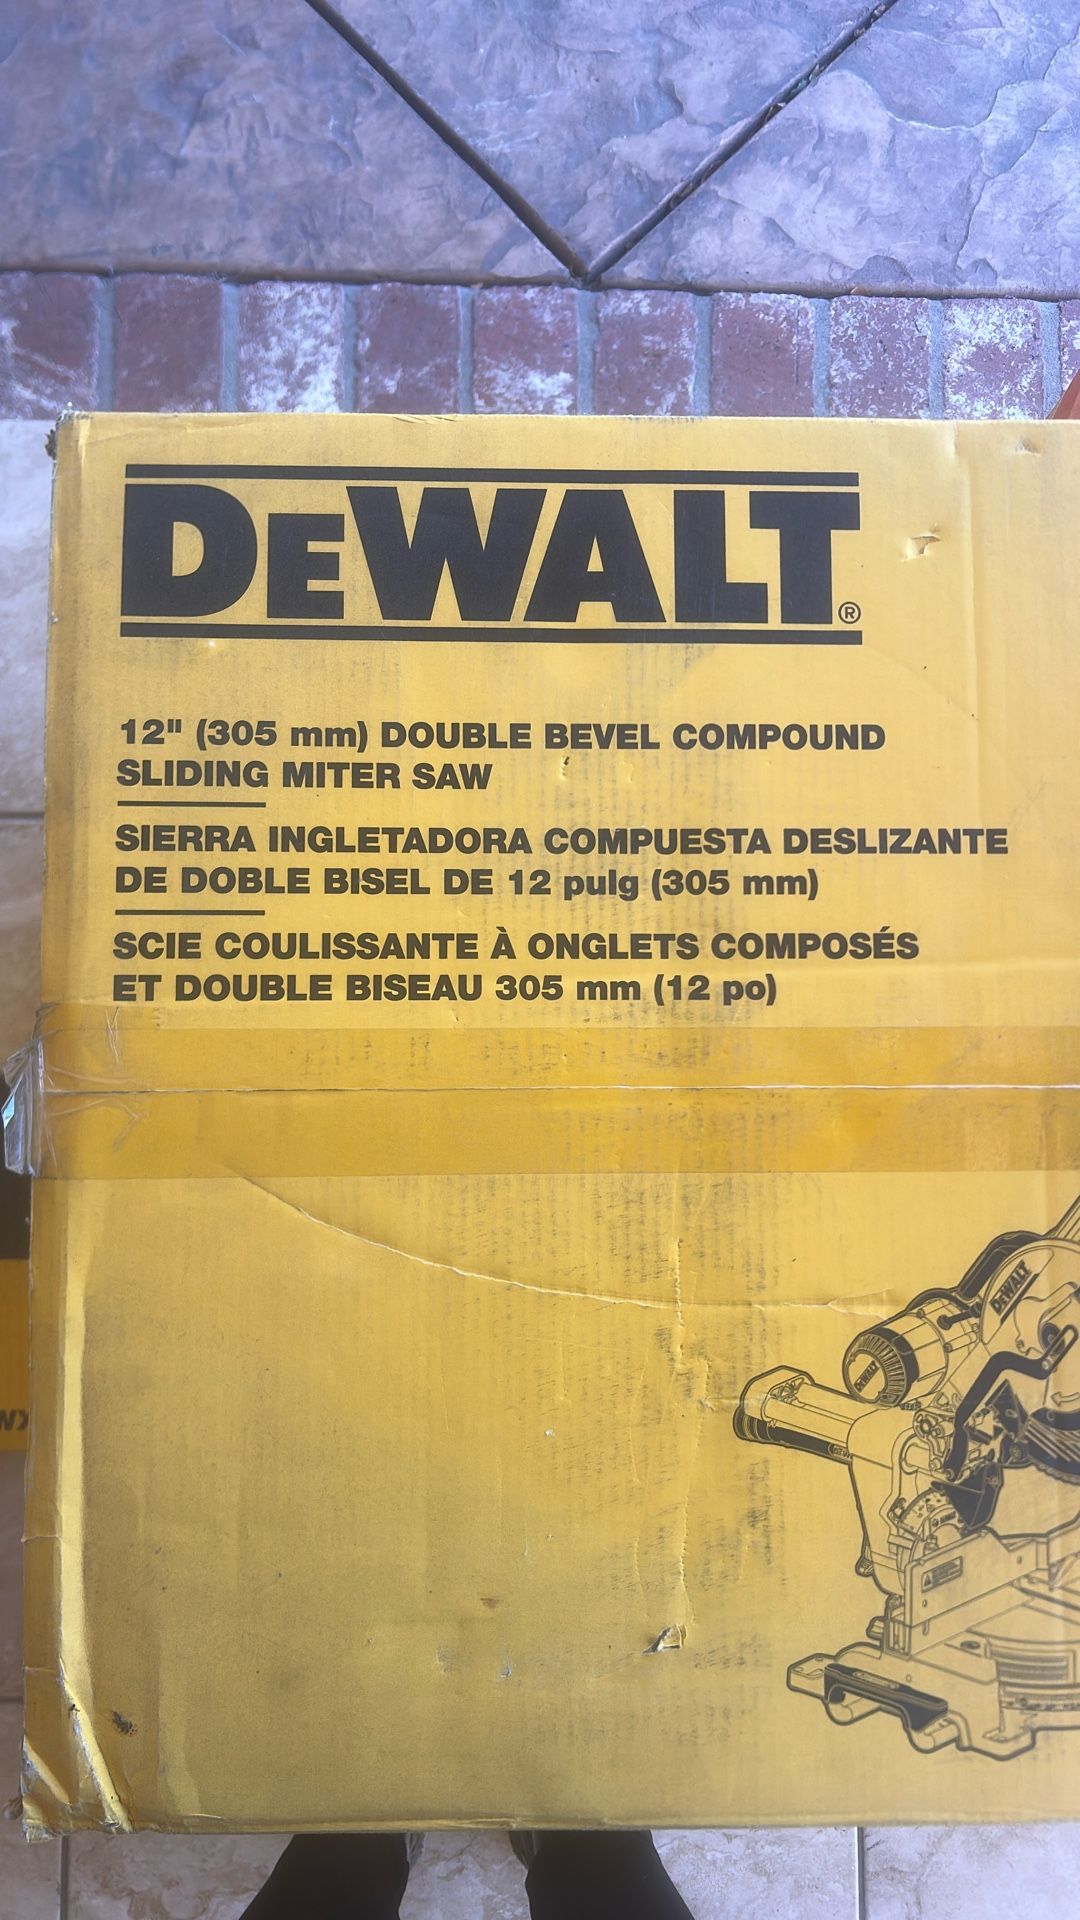 DEWALT®
12" (305 mm) DOUBLE BEVEL COMPOUND
SLIDING MITER SAW
SIERRA INGLETADORA COMPUESTA DESLIZANTE
DE DOBLE BISEL DE 12 pulg (305 mm)
SCIE COULISSANTE À ONGLETS COMPOSÉS
ET DOUBLE BISEAU 305 mm (12 po)
DEWALT
DEWALT